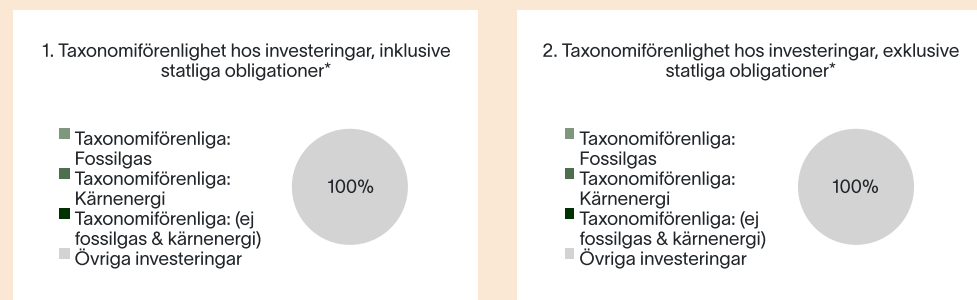 1. Taxonomiförenlighet hos investeringar, inklusive
statliga obligationer*
Taxonomiförenliga:
Fossilgas
Taxonomiförenliga:
Kärnenergi
Taxonomiförenliga: (ej
fossilgas & kärnenergi)
Övriga investeringar
100%
2. Taxonomiförenlighet hos investeringar, exklusive
statliga obligationer*
Taxonomiförenliga:
Fossilgas
Taxonomiförenliga:
Kärnenergi
Taxonomiförenliga: (ej
fossilgas & kärnenergi)
Övriga investeringar
100%